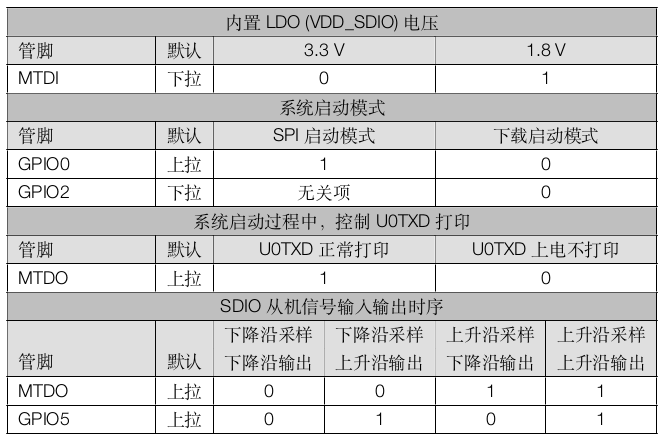 内置 LDO (VDD_SDIO) 电压
管脚 默认 3.3 V 1.8 V
MTDI 下拉 0 1
系统启动模式
管脚 默认 SPI 启动模式 下载启动模式
GPIO0 上拉 1 0
GPIO2 下拉 无关项 0
系统启动过程中，控制 U0TXD 打印
管脚 默认 U0TXD 正常打印 U0TXD 上电不打印
MTDO 上拉 1 0
SDIO 从机信号输入输出时序
下降沿采样 下降沿采样 上升沿采样 上升沿采样
管脚 默认 下降沿输出 上升沿输出 下降沿输出 上升沿输出
MTDO 上拉 0 0 1 1
GPIO5 上拉 0 1 0 1